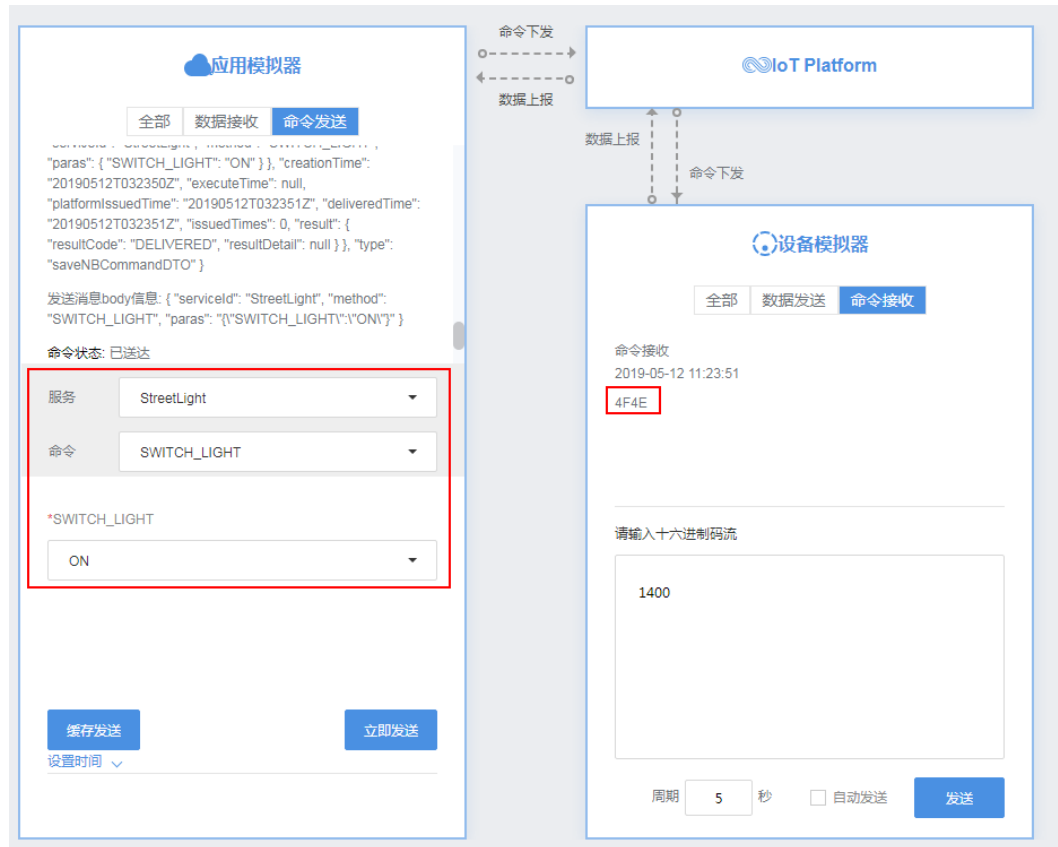 应用模拟器
全部 数据接收 命令发送
"paras": { "SWITCH_LIGHT": "ON" } }, "creationTime":
"20190512T032350Z", "executeTime": null,
"platformIssuedTime": "20190512T032351Z", "deliveredTime":
"20190512T032351Z", "issuedTimes": 0, "result": {
"resultCode": "DELIVERED", "resultDetail": null } }, "type":
"saveNBCommandDTO" }
发送消息body信息: { "serviceId": "StreetLight", "method":
"SWITCH_LIGHT", "paras": "{\"SWITCH_LIGHT\":\"ON\"}" }
命令状态: 已送达
服务 StreetLight
命令 SWITCH_LIGHT
*SWITCH_LIGHT
ON
缓存发送 立即发送
设置时间
命令下发
数据上报
IoT Platform
数据上报
命令下发
设备模拟器
全部 数据发送 命令接收
命令接收
2019-05-12 11:23:51
4F4E
请输入十六进制码流
1400
周期 5 秒 自动发送 发送